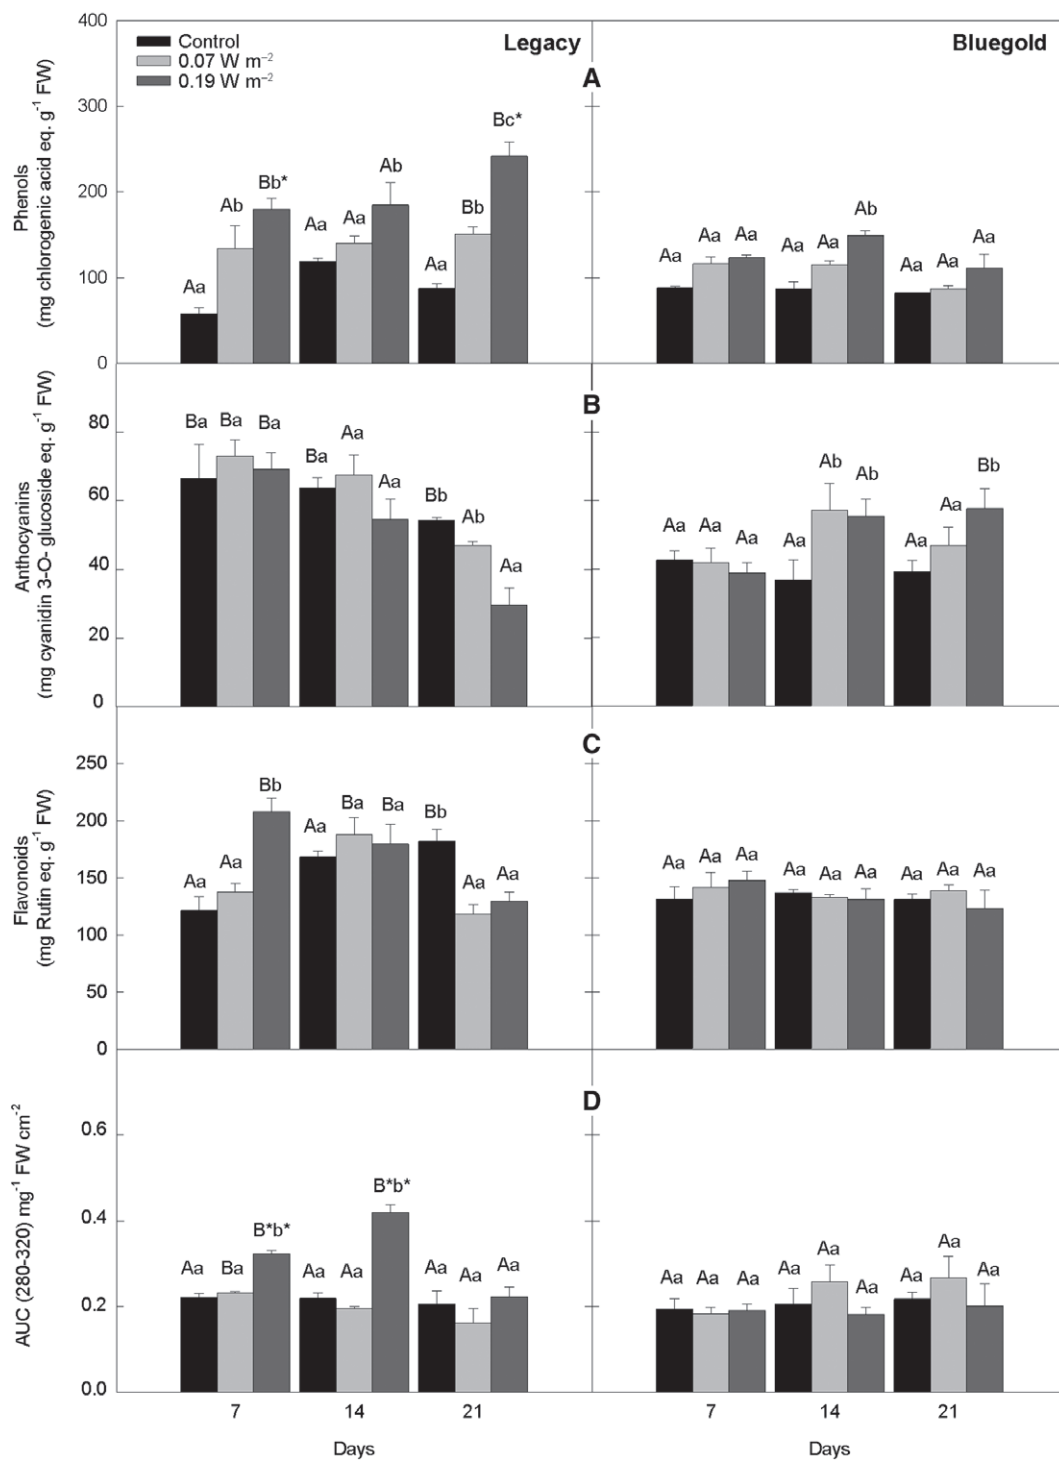 Control
0.07 W m⁻²
0.19 W m⁻²
Legacy
Bluegold
A
Phenols
(mg chlorogenic acid eq. g⁻¹ FW)
400
300
200
100
0
Aa Ab Bb* Aa Aa Ab Aa Bb Bc*
Aa Aa Aa Aa Aa Ab Aa Aa Aa
B
Anthocyanins
(mg cyanidin 3-O- glucoside eq. g⁻¹ FW)
80
60
40
20
0
Ba Ba Ba Ba Aa Aa Bb Ab Aa
Aa Aa Aa Aa Ab Ab Aa Aa Bb
C
Flavonoids
(mg Rutin eq. g⁻¹ FW)
250
200
150
100
50
0
Aa Aa Bb Aa Ba Ba Bb Aa Aa
Aa Aa Aa Aa Aa Aa Aa Aa Aa
D
AUC (280-320) mg⁻¹ FW cm⁻²
0.6
0.4
0.2
0.0
Aa Ba B*b* Aa Aa B*b* Aa Aa Aa
Aa Aa Aa Aa Aa Aa Aa Aa Aa
7 14 21
7 14 21
Days
Days